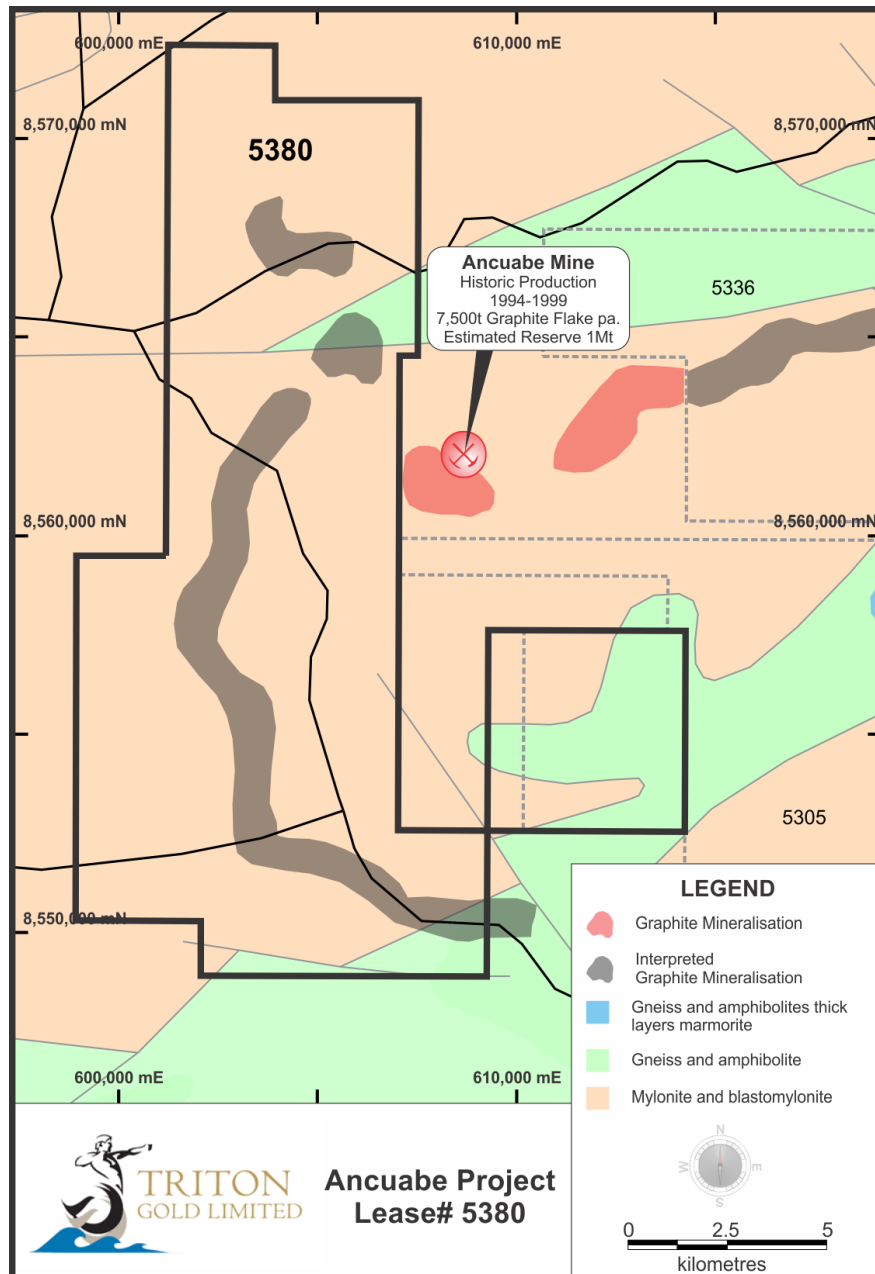 600,000 mE
610,000 mE
8,570,000 mN
8,570,000 mN
5380
Ancuabe Mine
Historic Production
1994-1999
7,500t Graphite Flake pa.
Estimated Reserve 1Mt
5336
8,560,000 mN
8,560,000 mN
5305
8,550,000 mN
LEGEND
Graphite Mineralisation
Interpreted
Graphite Mineralisation
Gneiss and amphibolites thick
layers marmorite
Gneiss and amphibolite
Mylonite and blastomylonite
600,000 mE
610,000 mE
N
W
E
S
TRITON
GOLD LIMITED
Ancuabe Project
Lease# 5380
0
2.5
5
kilometres